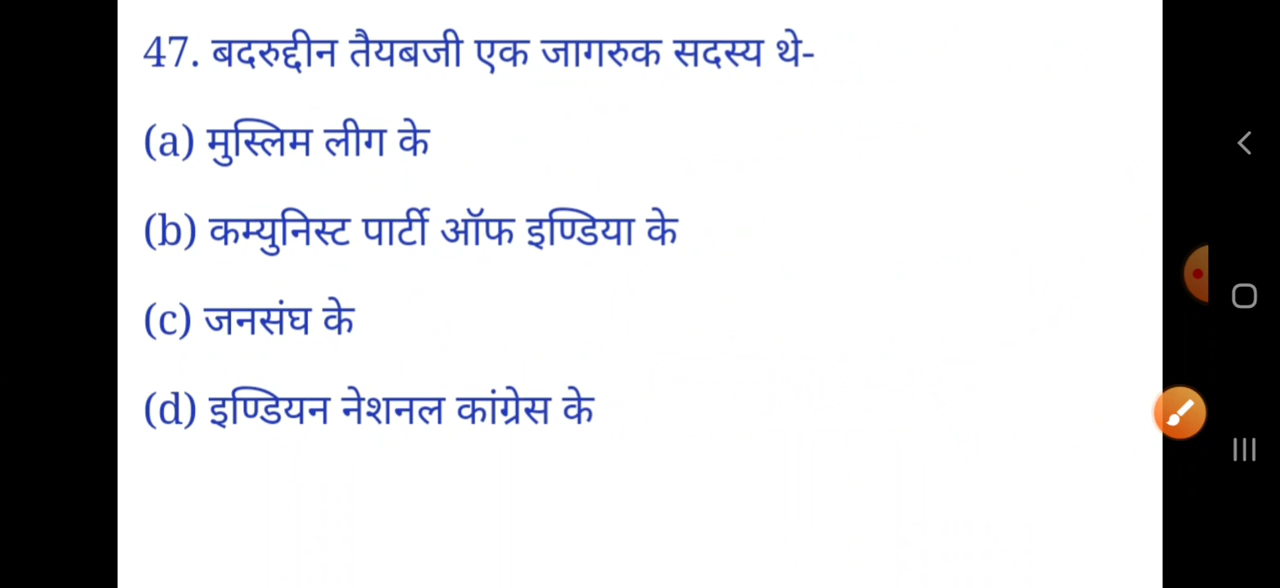 47. बदरुद्दीन तैयबजी एक जागरुक सदस्य थे-
(a) मुस्लिम लीग के
(b) कम्युनिस्ट पार्टी ऑफ इण्डिया के
(c) जनसंघ के
(d) इण्डियन नेशनल कांग्रेस के